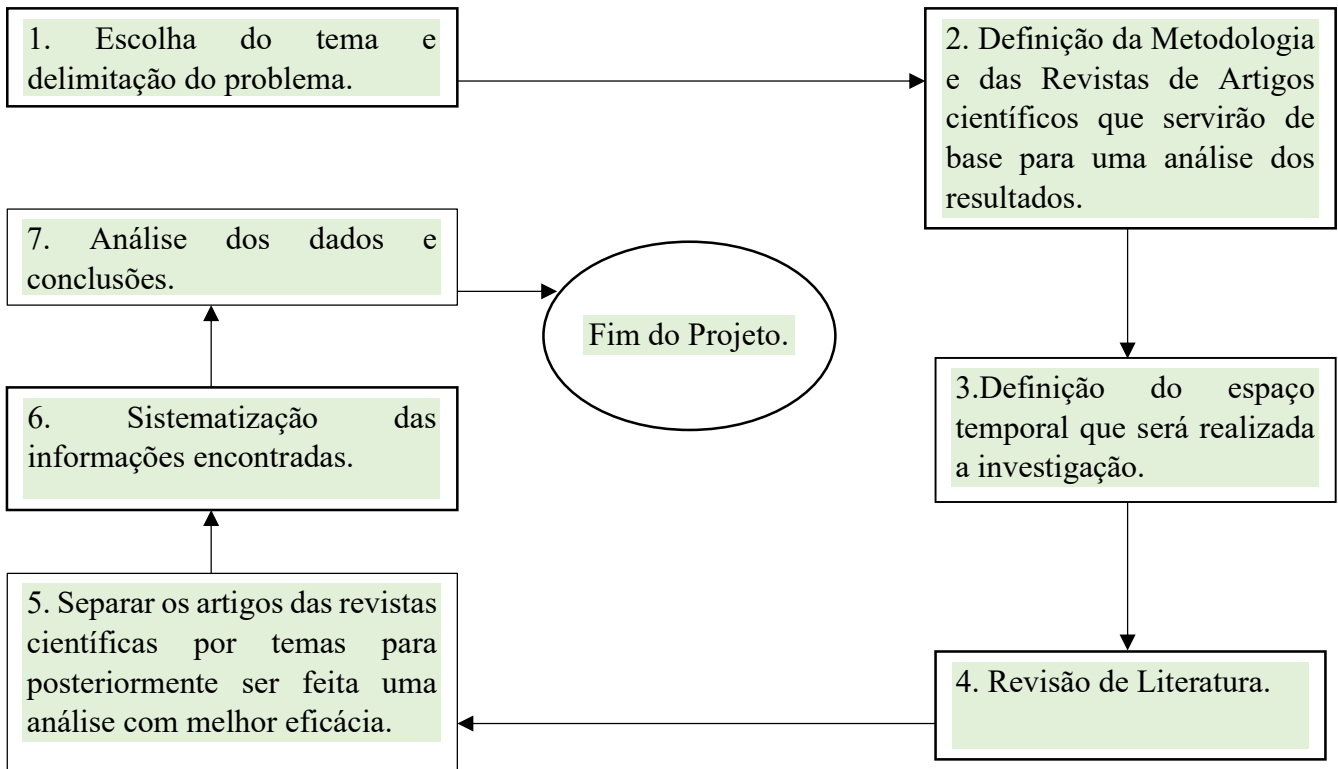 1. Escolha do tema e
delimitação do problema.
2. Definição da Metodologia
e das Revistas de Artigos
científicos que servirão de
base para uma análise dos
resultados.
3.Definição do espaço
temporal que será realizada
a investigação.
4. Revisão de Literatura.
5. Separar os artigos das revistas
científicas por temas para
posteriormente ser feita uma
análise com melhor eficácia.
6. Sistematização das
informações encontradas.
7. Análise dos dados e
conclusões.
Fim do Projeto.